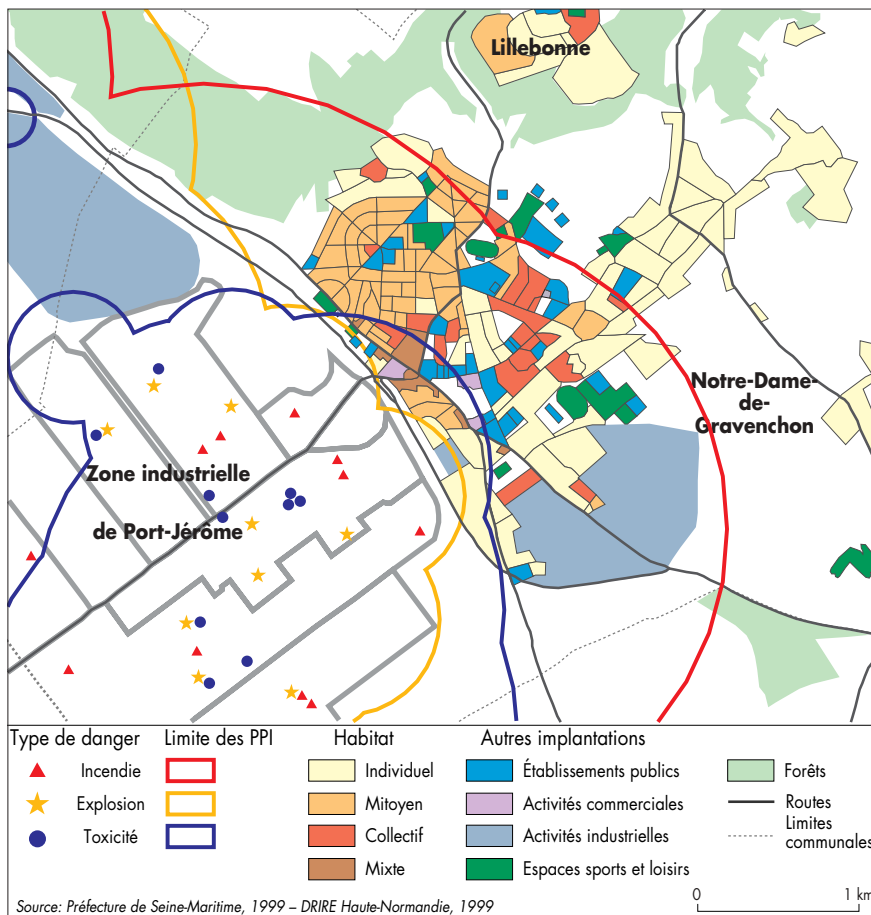 Lillebonne
Notre-Dame-
de-
Gravenchon
Zone industrielle
de Port-Jérôme
Type de danger
Incendie
Explosion
Toxicité
Limite des PPI
Habitat
Individuel
Mitoyen
Collectif
Mixte
Autres implantations
Établissements publics
Activités commerciales
Activités industrielles
Espaces sports et loisirs
Forêts
Routes
Limites
communales
Source: Préfecture de Seine-Maritime, 1999 – DRIRE Haute-Normandie, 1999
0 1 km